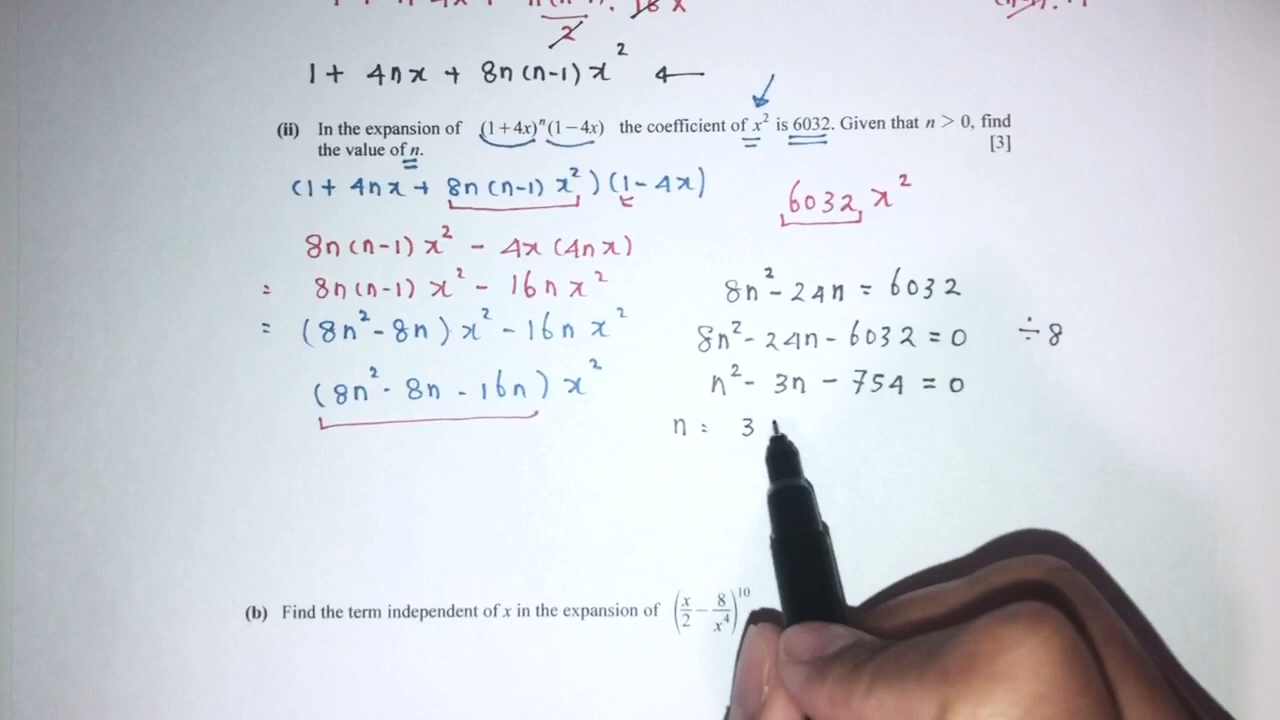 1 + 4nx + 8n(n-1)x² ←
(ii) In the expansion of (1+4x)ⁿ(1−4x) the coefficient of x² is 6032. Given that n > 0, find
the value of n. [3]
(1 + 4nx + 8n(n-1)x²)(1-4x)
6032 x²
8n(n-1)x² - 4x(4nx)
= 8n(n-1)x² - 16nx²
= (8n²-8n)x² - 16nx²
(8n² - 8n - 16n)x²
8n² - 24n = 6032
8n² - 24n - 6032 = 0 ÷8
n² - 3n - 754 = 0
n = 3
(b) Find the term independent of x in the expansion of (x/2 − 8/x⁴)¹⁰